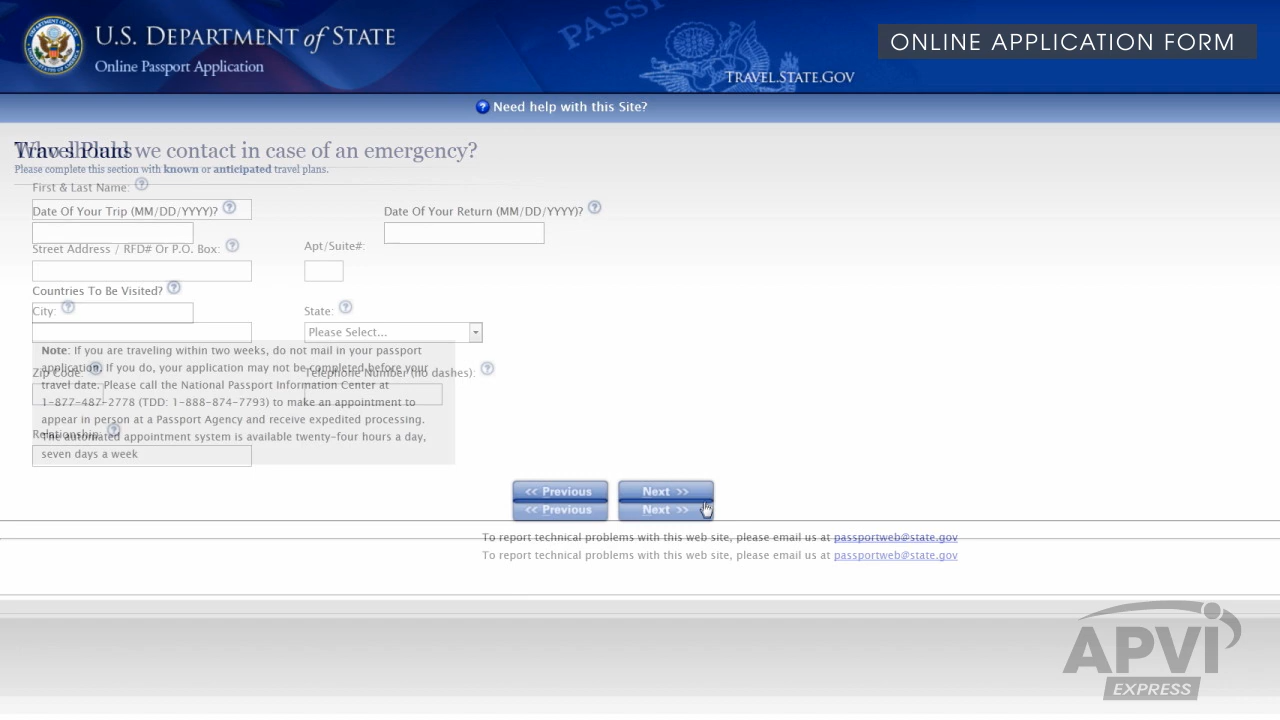 U.S. DEPARTMENT of STATE
Online Passport Application
PASSP
TRAVEL.STATE.GOV
ONLINE APPLICATION FORM
Need help with this Site?
Travel Plans
Who should we contact in case of an emergency?
Please complete this section with known or anticipated travel plans.
First & Last Name:
Date Of Your Trip (MM/DD/YYYY)?
Date Of Your Return (MM/DD/YYYY)?
Street Address / RFD# Or P.O. Box:
Apt/Suite#:
Countries To Be Visited?
City:
State:
Please Select...
Note: If you are traveling within two weeks, do not mail in your passport
application. If you do, your application may not be completed before your
Zip Code:
Telephone Number (no dashes):
travel date. Please call the National Passport Information Center at
1-877-487-2778 (TDD: 1-888-874-7793) to make an appointment to
appear in person at a Passport Agency and receive expedited processing.
Relationship:
The automated appointment system is available twenty-four hours a day,
seven days a week
<< Previous
Next >>
<< Previous
Next >>
To report technical problems with this web site, please email us at passportweb@state.gov
To report technical problems with this web site, please email us at passportweb@state.gov
APVi
EXPRESS